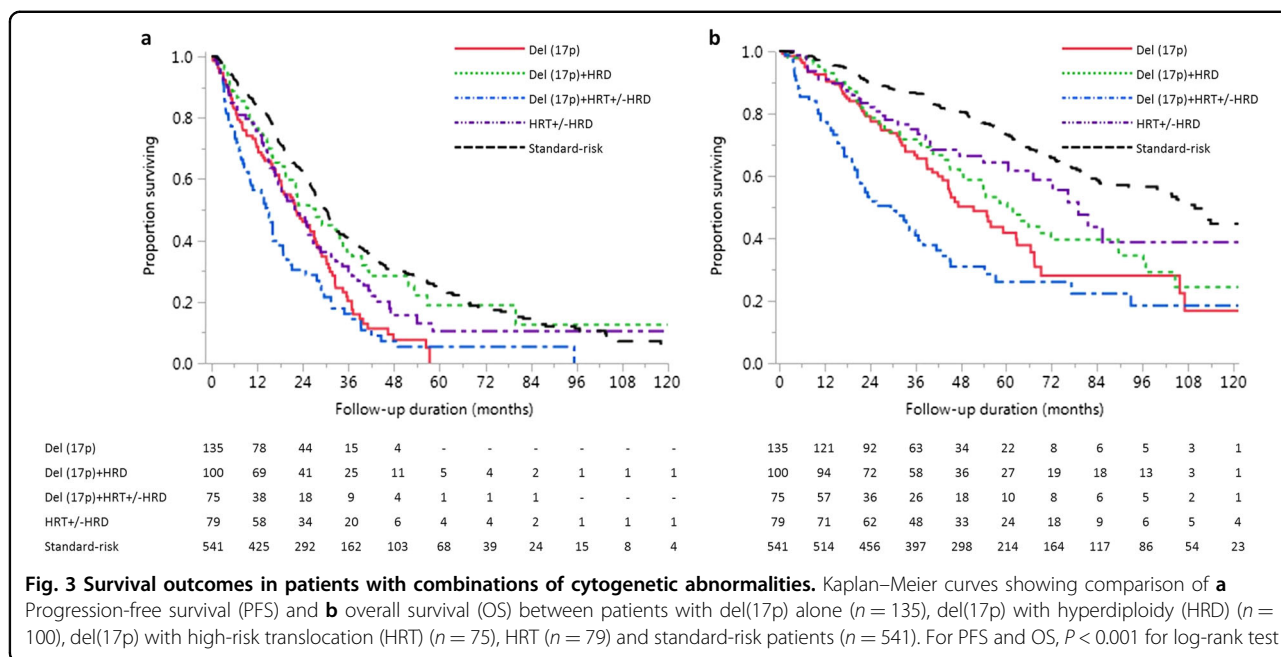 a
Del (17p)
Del (17p)+HRD
Del (17p)+HRT+/-HRD
HRT+/-HRD
Standard-risk
1.0
0.8
0.6
0.4
0.2
0.0
Proportion surviving
0 12 24 36 48 60 72 84 96 108 120
Follow-up duration (months)
b
Del (17p)
Del (17p)+HRD
Del (17p)+HRT+/-HRD
HRT+/-HRD
Standard-risk
1.0
0.8
0.6
0.4
0.2
0.0
Proportion surviving
0 12 24 36 48 60 72 84 96 108 120
Follow-up duration (months)
Del (17p) 135 78 44 15 4 - - - - - - 135 121 92 63 34 22 8 6 5 3 1
Del (17p)+HRD 100 69 41 25 11 5 4 2 1 1 1 100 94 72 58 36 27 19 18 13 3 1
Del (17p)+HRT+/-HRD 75 38 18 9 4 1 1 1 - - - 75 57 36 26 18 10 8 6 5 2 1
HRT+/-HRD 79 58 34 20 6 4 4 2 1 1 1 79 71 62 48 33 24 18 9 6 5 4
Standard-risk 541 425 292 162 103 68 39 24 15 8 4 541 514 456 397 298 214 164 117 86 54 23
Fig. 3 Survival outcomes in patients with combinations of cytogenetic abnormalities. Kaplan–Meier curves showing comparison of a
Progression-free survival (PFS) and b overall survival (OS) between patients with del(17p) alone (n = 135), del(17p) with hyperdiploidy (HRD) (n =
100), del(17p) with high-risk translocation (HRT) (n = 75), HRT (n = 79) and standard-risk patients (n = 541). For PFS and OS, P < 0.001 for log-rank test